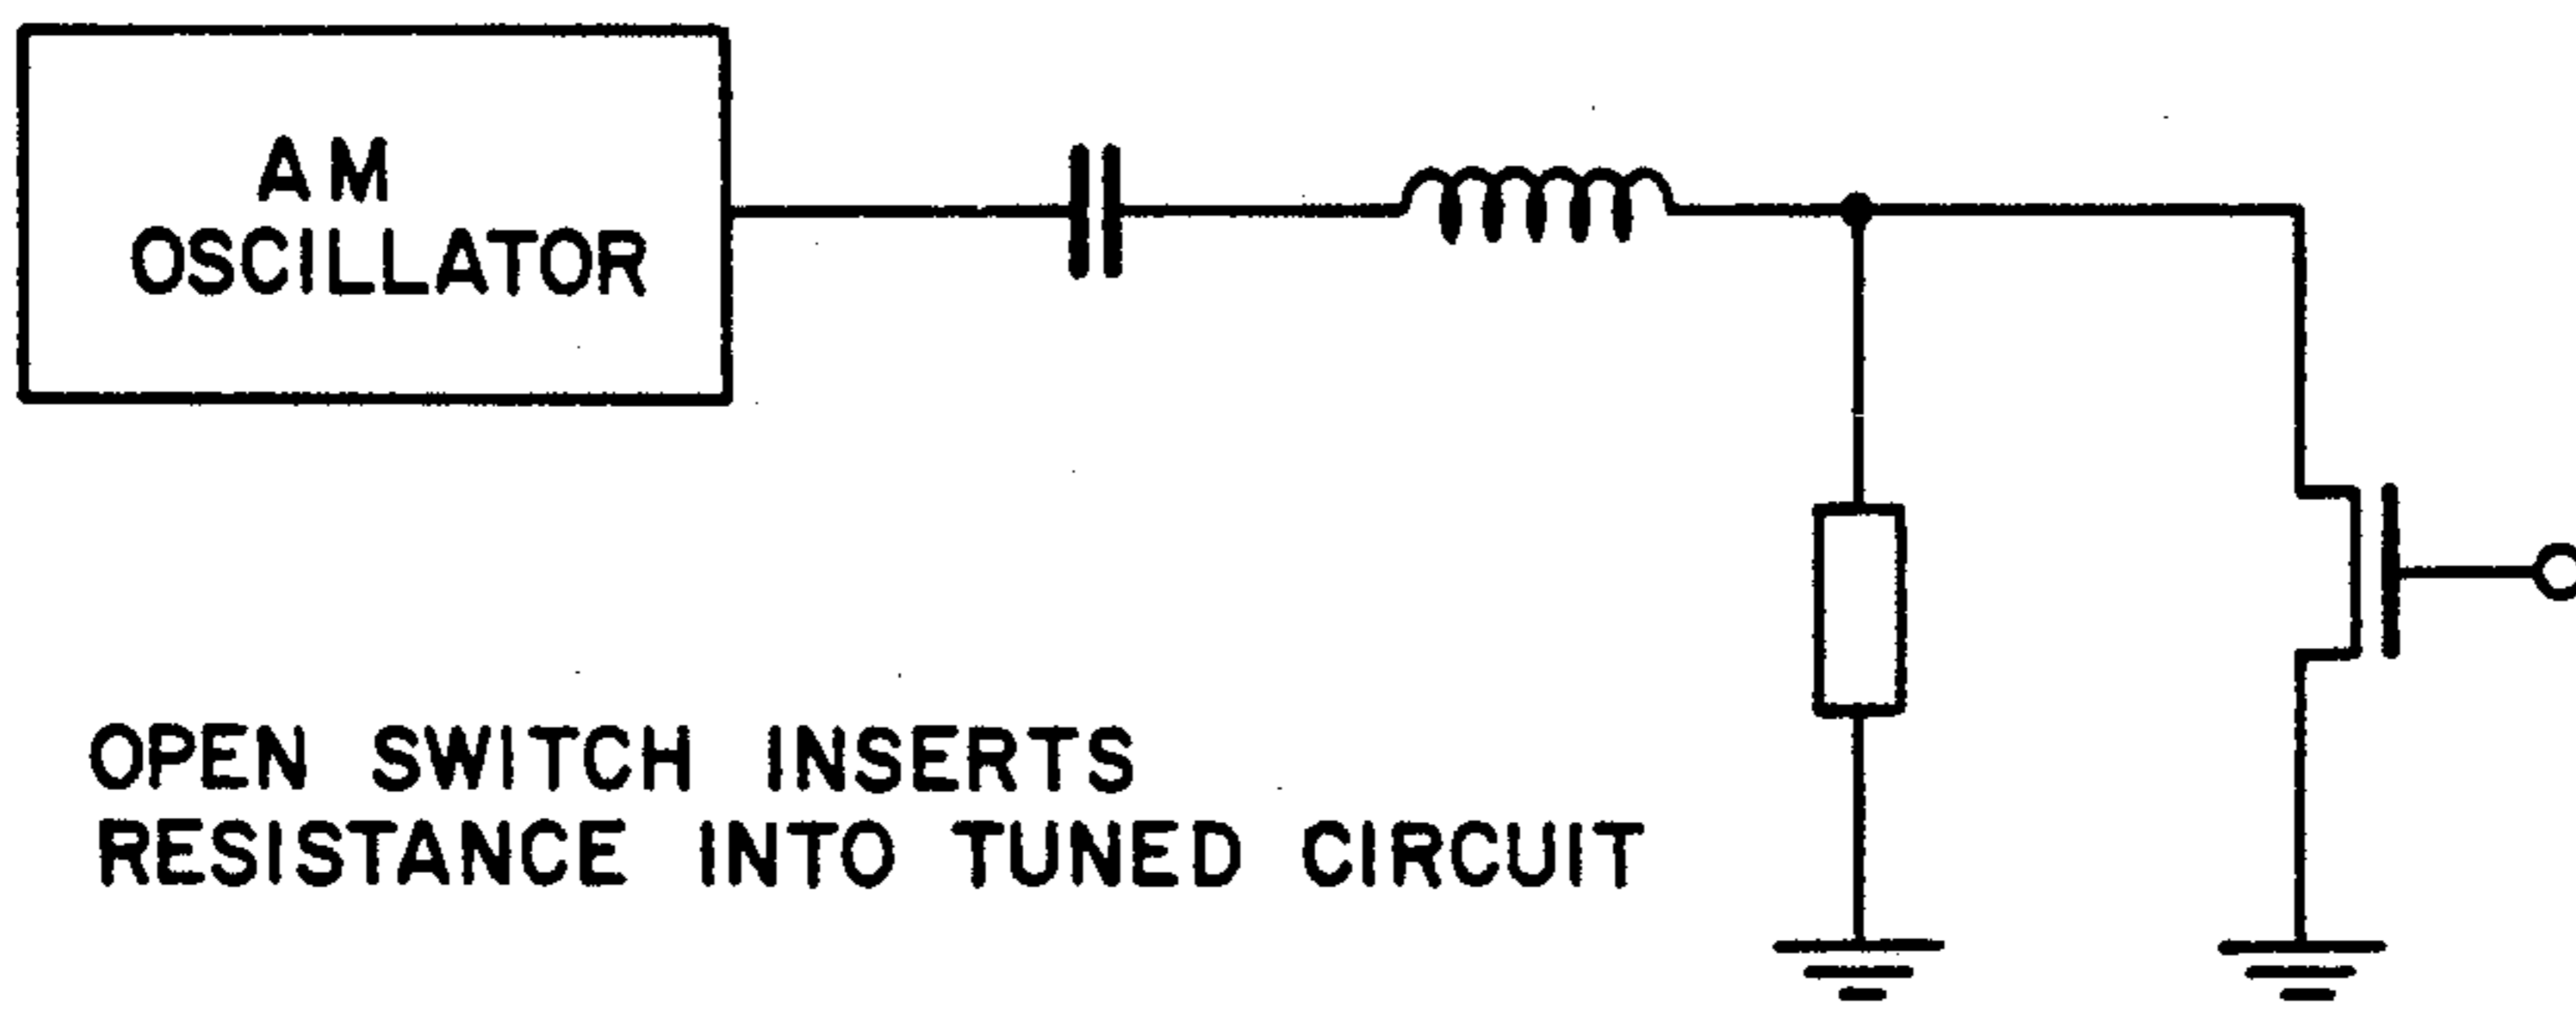 AM
OSCILLATOR
OPEN SWITCH INSERTS
RESISTANCE INTO TUNED CIRCUIT